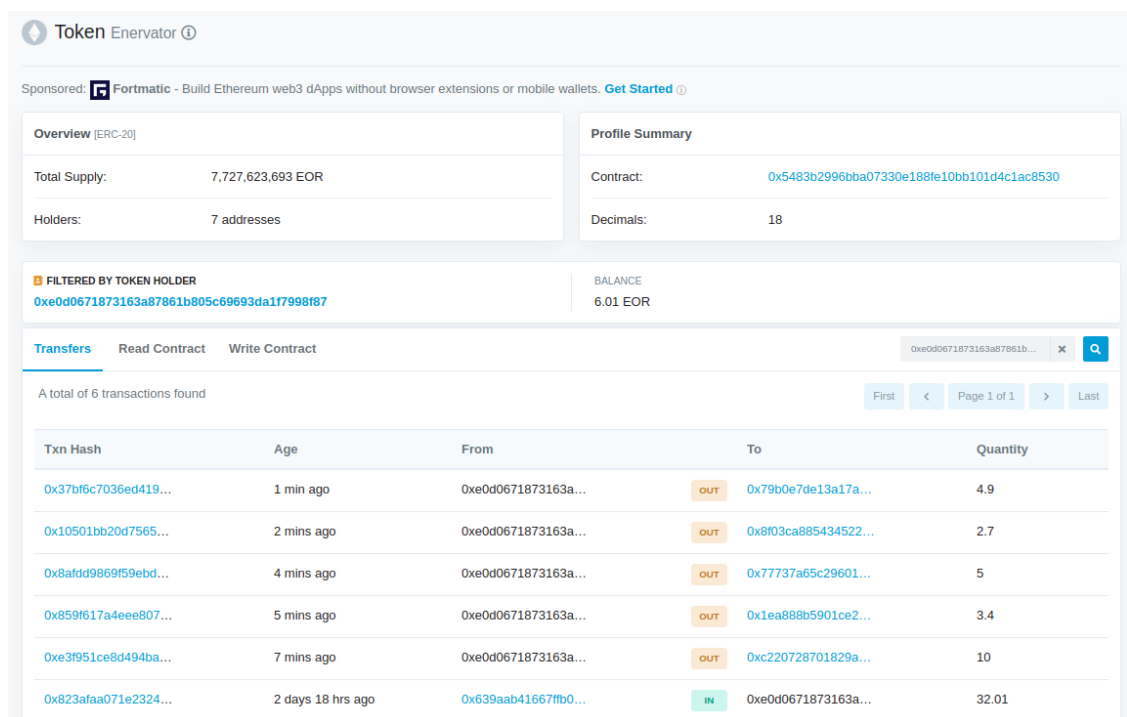 Token Enervator
Sponsored: Fortmatic - Build Ethereum web3 dApps without browser extensions or mobile wallets. Get Started
Overview [ERC-20]
Total Supply: 7,727,623,693 EOR
Holders: 7 addresses
Profile Summary
Contract: 0x5483b2996bba07330e188fe10bb101d4c1ac8530
Decimals: 18
FILTERED BY TOKEN HOLDER
0xe0d0671873163a87861b805c69693da1f7998f87
BALANCE
6.01 EOR
Transfers Read Contract Write Contract 0xe0d0671873163a87861b...
A total of 6 transactions found First Page 1 of 1 Last
Txn Hash Age From To Quantity
0x37bf6c7036ed419... 1 min ago 0xe0d0671873163a... OUT 0x79b0e7de13a17a... 4.9
0x10501bb20d7565... 2 mins ago 0xe0d0671873163a... OUT 0x8f03ca885434522... 2.7
0x8afdd9869f59ebd... 4 mins ago 0xe0d0671873163a... OUT 0x77737a65c29601... 5
0x859f617a4eee807... 5 mins ago 0xe0d0671873163a... OUT 0x1ea888b5901ce2... 3.4
0xe3f951ce8d494ba... 7 mins ago 0xe0d0671873163a... OUT 0xc220728701829a... 10
0x823afaa071e2324... 2 days 18 hrs ago 0x639aab41667ffb0... IN 0xe0d0671873163a... 32.01